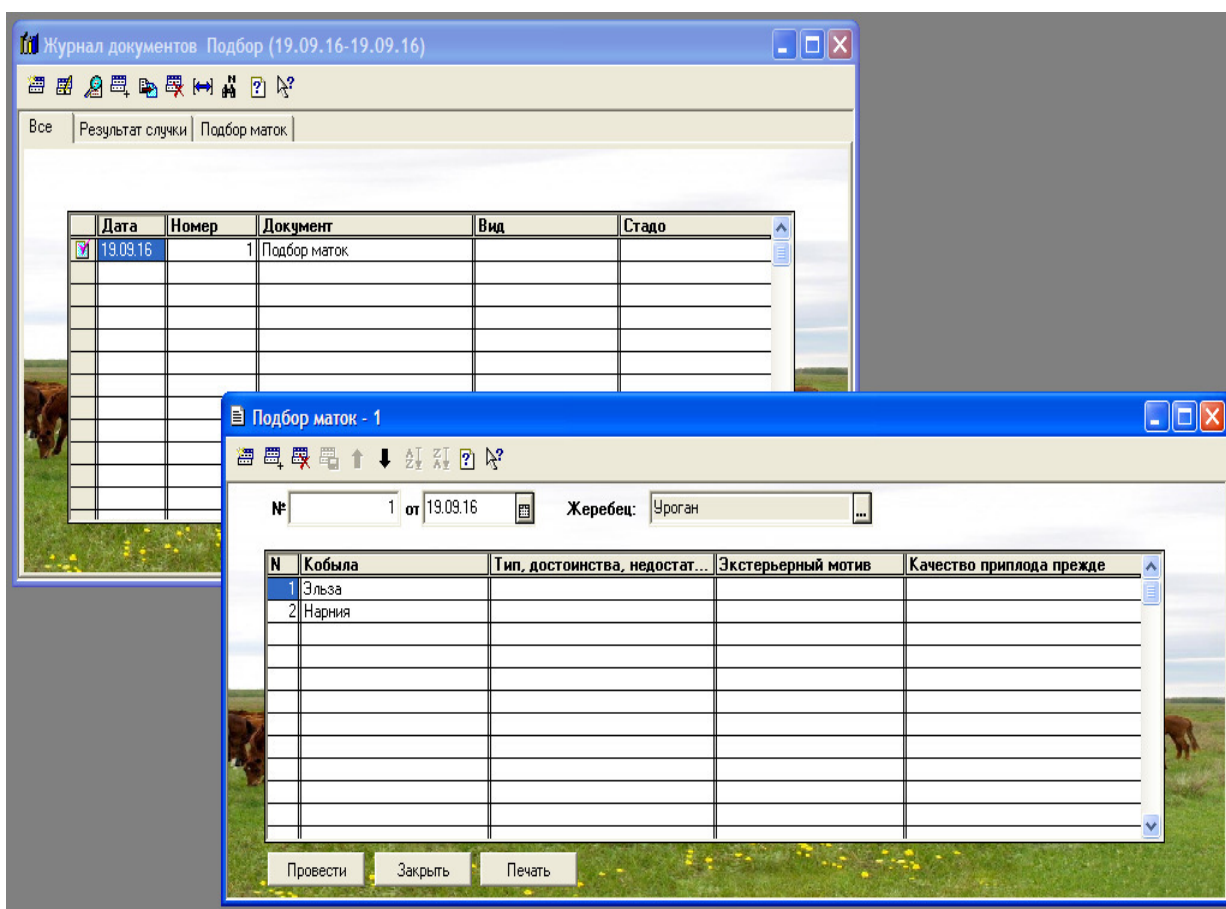 Журнал документов Подбор (19.09.16-19.09.16)
Все Результат случки Подбор маток
Дата Номер Документ Вид Стадо
19.09.16 1 Подбор маток
Подбор маток - 1
№ 1 от 19.09.16 Жеребец: Уроган ...
N Кобыла Тип, достоинства, недостат... Экстерьерный мотив Качество приплода прежде
1 Эльза
2 Нарния
Провести Закрыть Печать